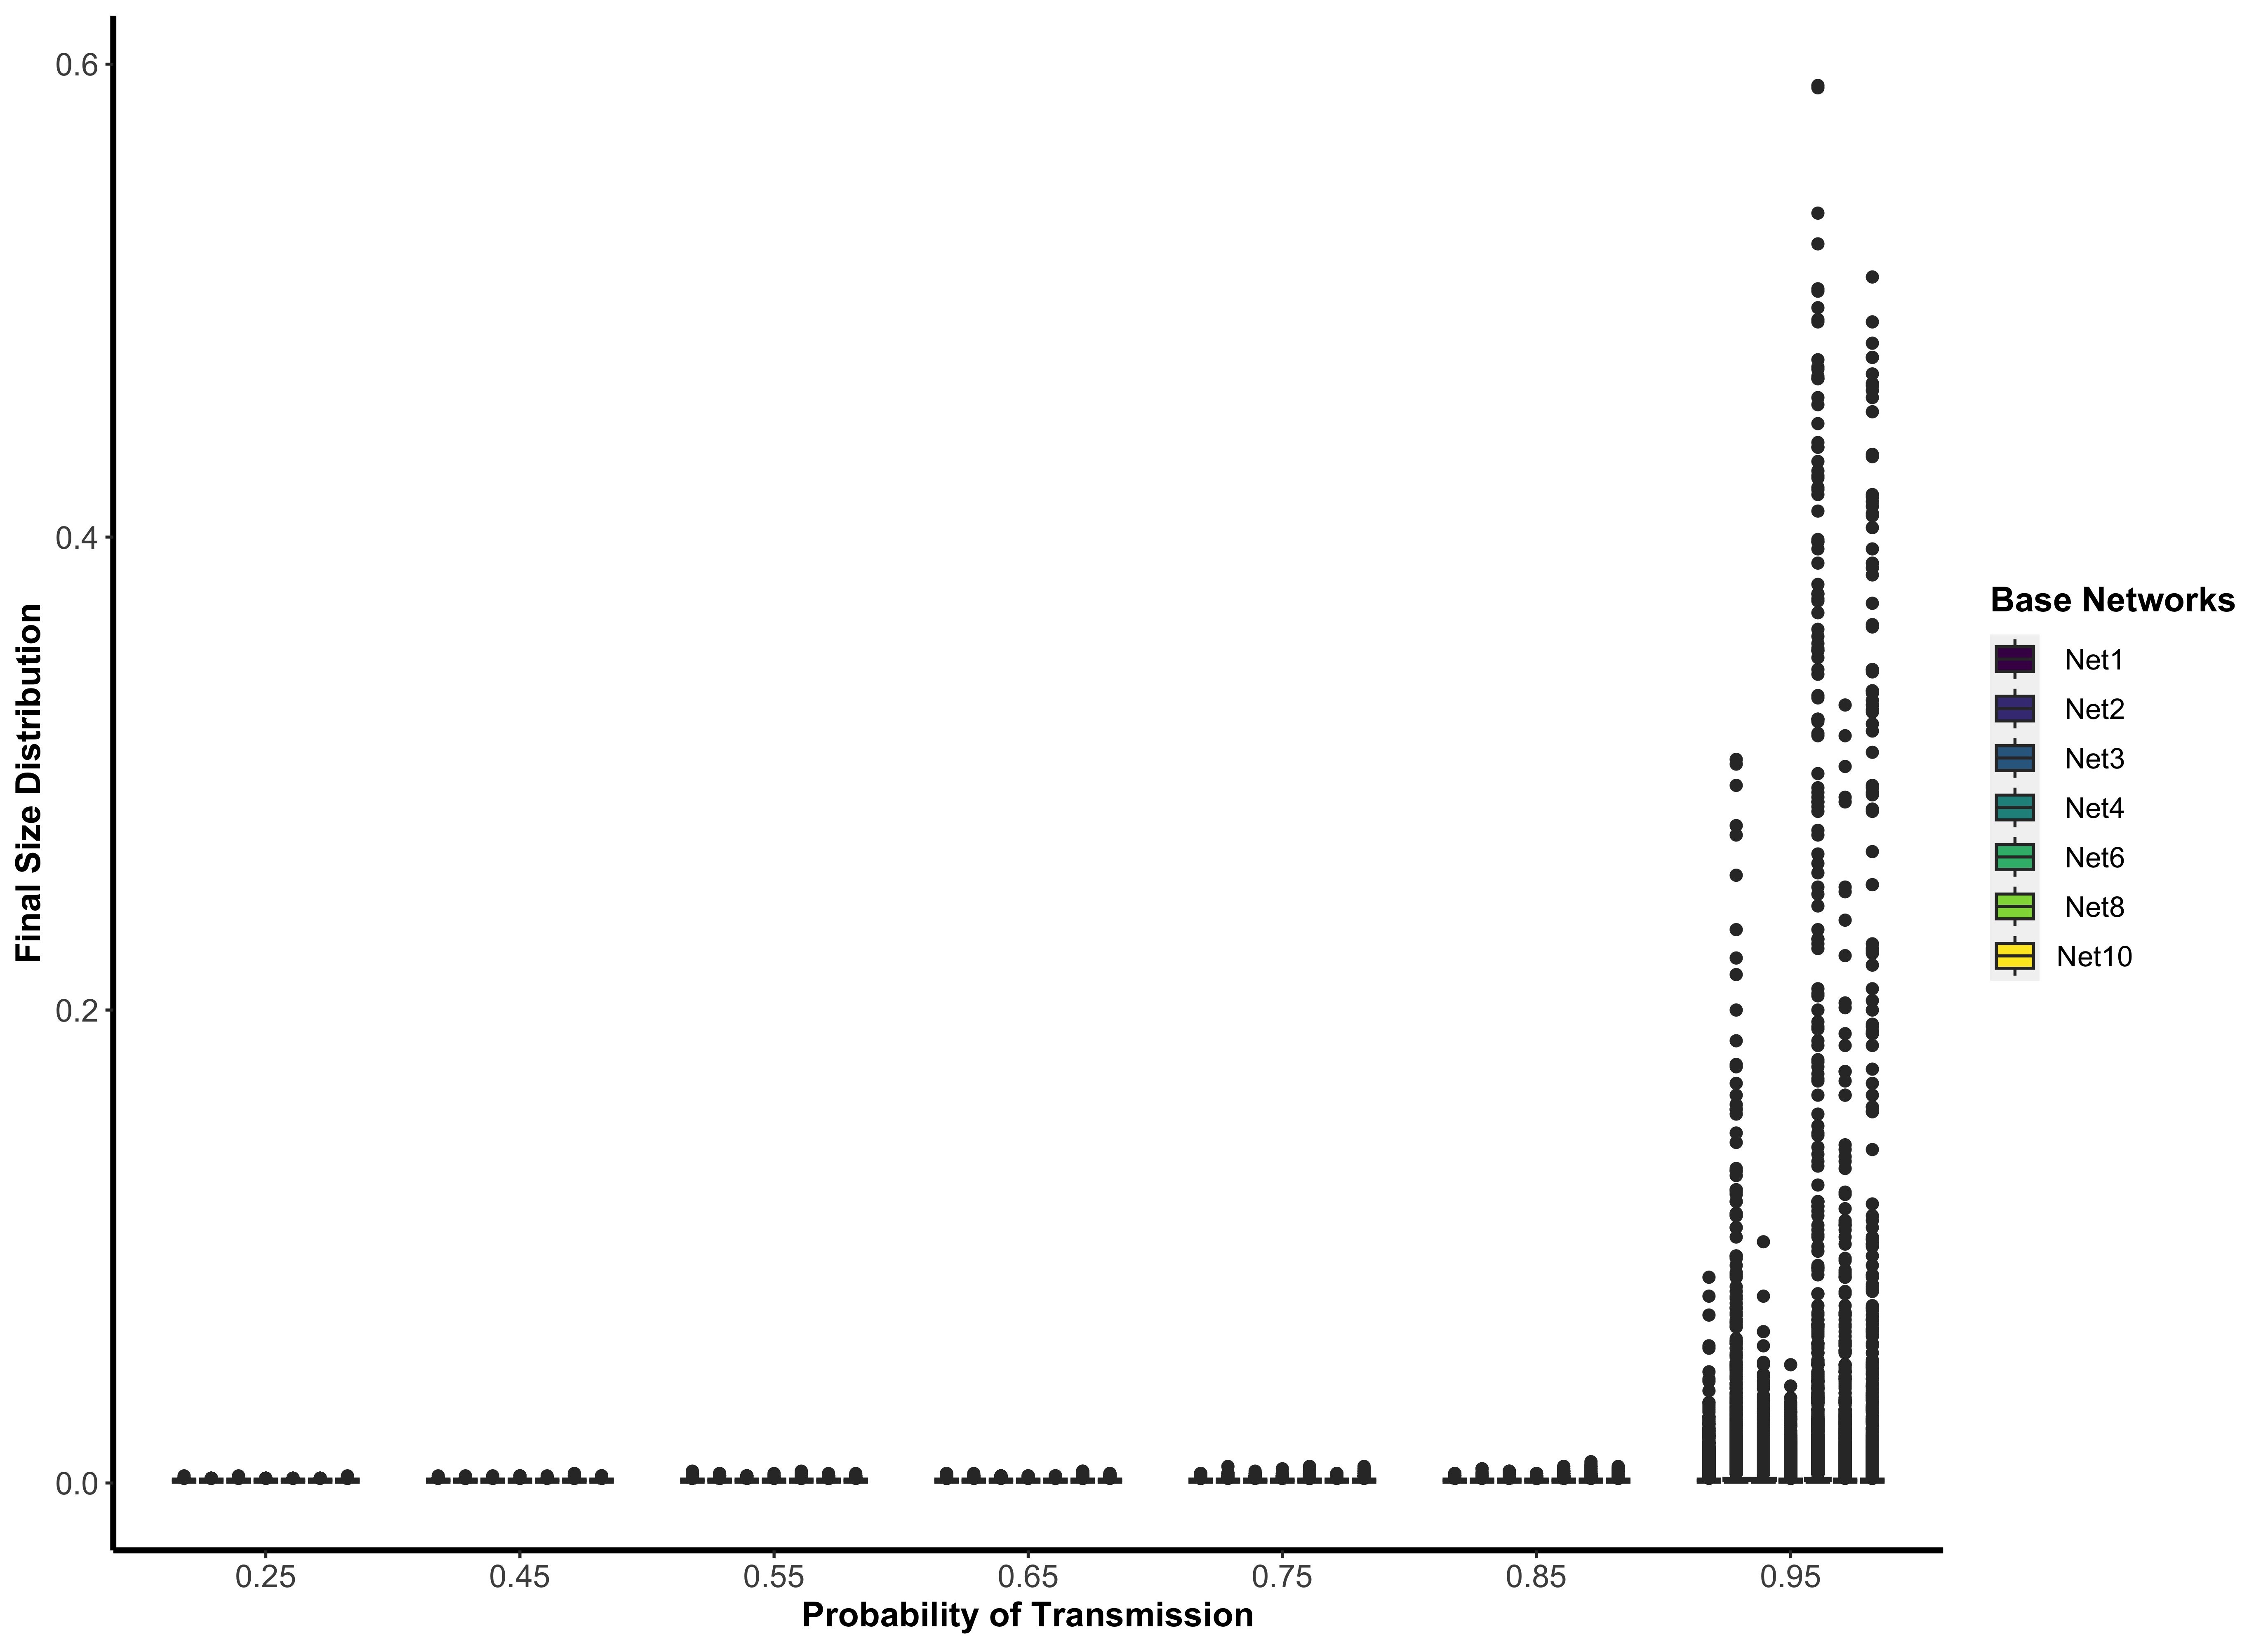 0.6
0.4
0.2
0.0
Final Size Distribution
0.25 0.45 0.55 0.65 0.75 0.85 0.95
Probability of Transmission
Base Networks
Net1
Net2
Net3
Net4
Net6
Net8
Net10